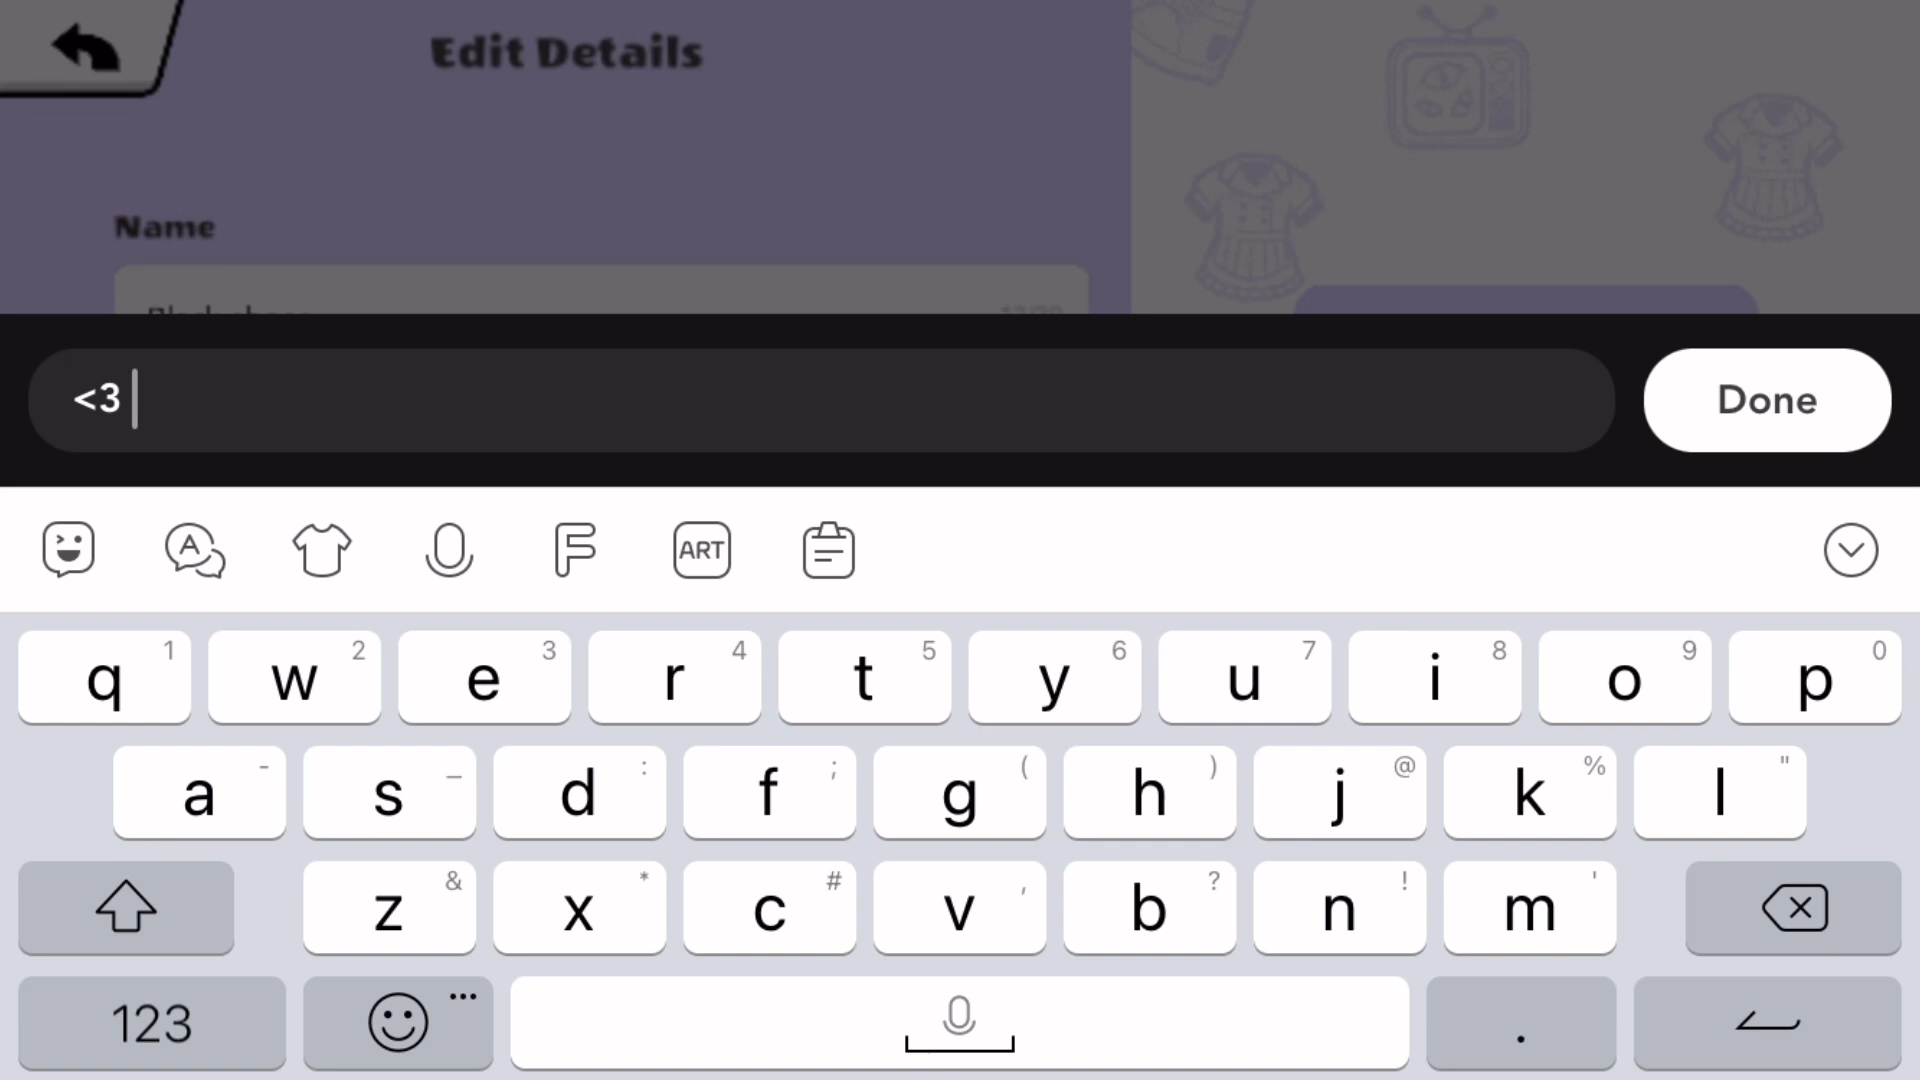 Edit Details
Name
<3
Done
A
F
ART
q 1 w 2 e 3 r 4 t 5 y 6 u 7 i 8 o 9 p 0
a - s _ d : f ; g ( h ) j @ k % l "
z & x * c # v , b ? n ! m '
123 ... .